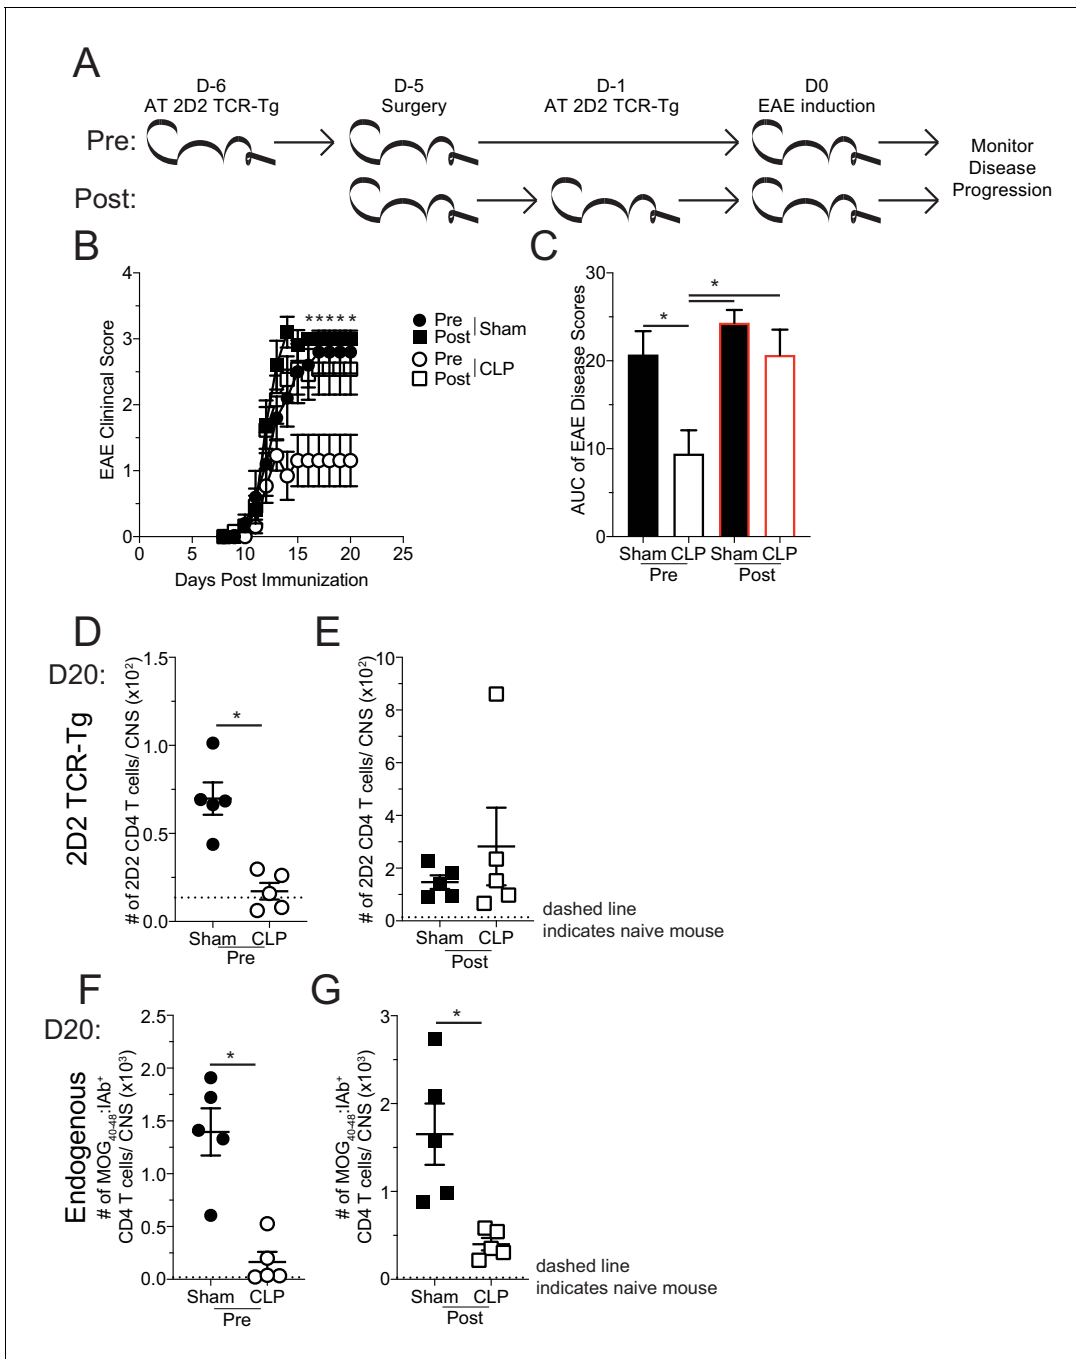 A
D-6
AT 2D2 TCR-Tg
D-5
Surgery
D-1
AT 2D2 TCR-Tg
D0
EAE induction
Pre:
Post:
Monitor
Disease
Progression
B
EAE Clinincal Score
4
3
2
1
0
0 5 10 15 20 25
Days Post Immunization
* * * * *
Pre
Post
Sham
Pre
Post
CLP
C
AUC of EAE Disease Scores
30
20
10
0
*
*
Sham CLP Sham CLP
Pre Post
D
D20:
2D2 TCR-Tg
# of 2D2 CD4 T cells/ CNS (x10²)
1.5
1.0
0.5
0.0
*
Sham CLP
Pre
E
# of 2D2 CD4 T cells/ CNS (x10²)
10
8
6
4
2
0
Sham CLP
Post
dashed line
indicates naive mouse
F
D20:
Endogenous
# of MOG₄₀₋₄₈:IAb⁺
CD4 T cells/ CNS (x10³)
2.5
2.0
1.5
1.0
0.5
0.0
*
Sham CLP
Pre
G
# of MOG₄₀₋₄₈:IAb⁺
CD4 T cells/ CNS (x10³)
3
2
1
0
*
Sham CLP
Post
dashed line
indicates naive mouse